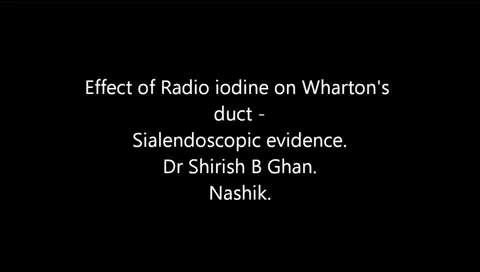 Effect of Radio iodine on Wharton's
duct -
Sialendoscopic evidence.
Dr Shirish B Ghan.
Nashik.